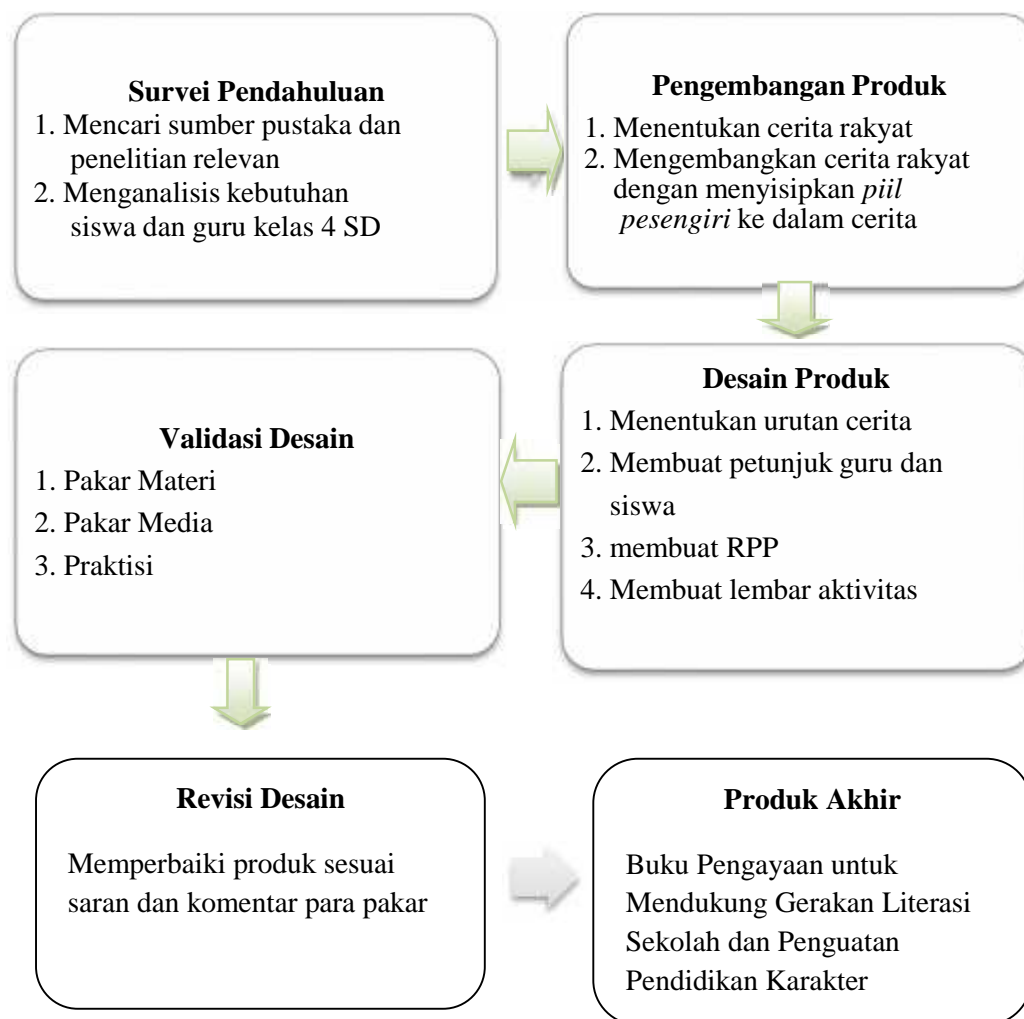 Survei Pendahuluan
1. Mencari sumber pustaka dan
penelitian relevan
2. Menganalisis kebutuhan
siswa dan guru kelas 4 SD
Pengembangan Produk
1. Menentukan cerita rakyat
2. Mengembangkan cerita rakyat
dengan menyisipkan piil
pesengiri ke dalam cerita
Desain Produk
1. Menentukan urutan cerita
2. Membuat petunjuk guru dan
siswa
3. membuat RPP
4. Membuat lembar aktivitas
Validasi Desain
1. Pakar Materi
2. Pakar Media
3. Praktisi
Revisi Desain
Memperbaiki produk sesuai
saran dan komentar para pakar
Produk Akhir
Buku Pengayaan untuk
Mendukung Gerakan Literasi
Sekolah dan Penguatan
Pendidikan Karakter